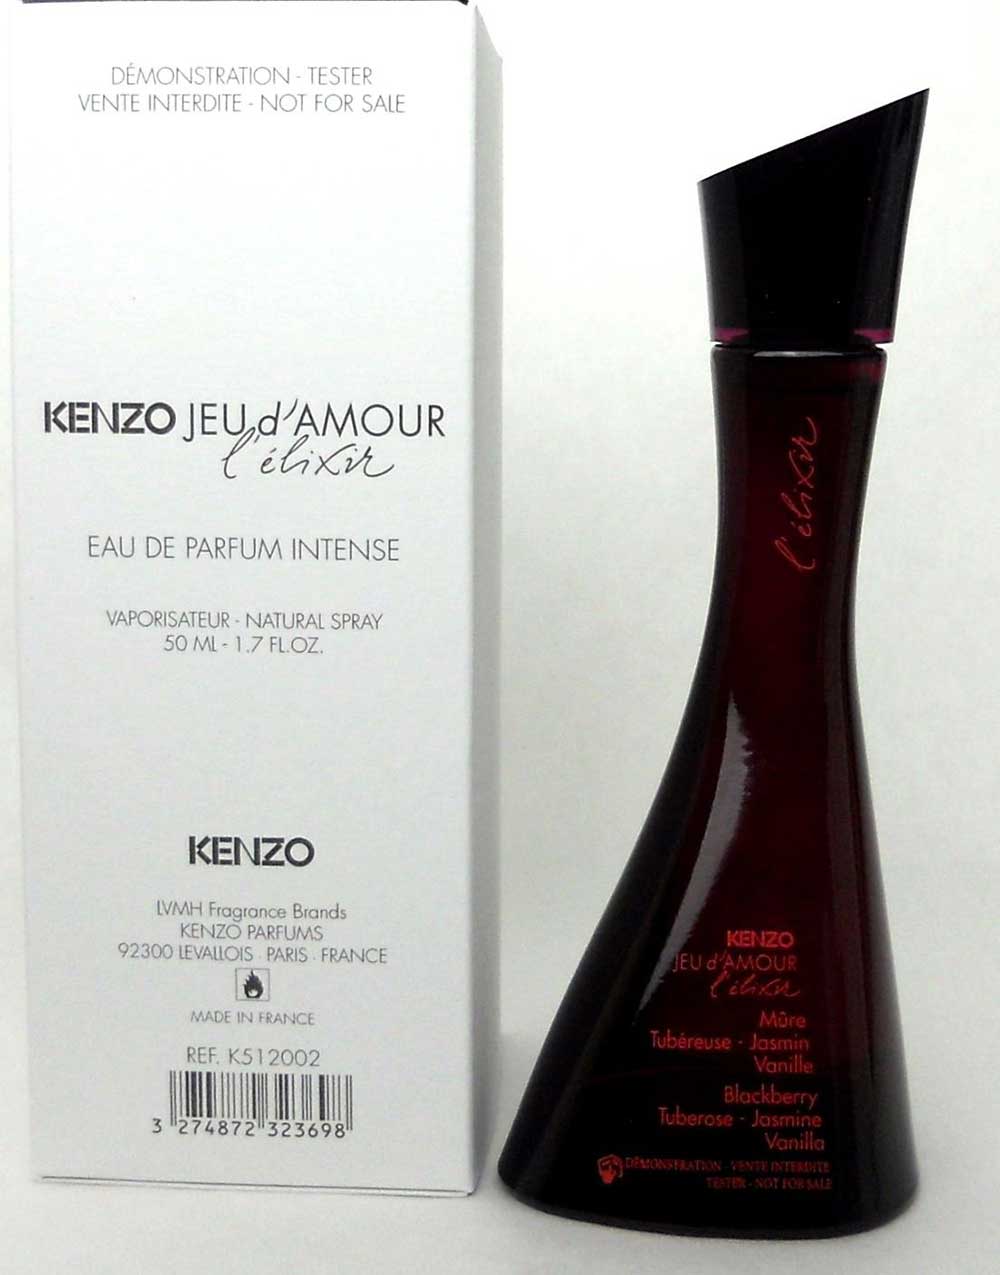 DÉMONSTRATION - TESTER
VENTE INTERDITE - NOT FOR SALE
KENZO JEU d'AMOUR
l'élixir
EAU DE PARFUM INTENSE
VAPORISATEUR - NATURAL SPRAY
50 ML - 1.7 FL.OZ.
KENZO
LVMH Fragrance Brands
KENZO PARFUMS
92300 LEVALLOIS · PARIS · FRANCE
MADE IN FRANCE
REF. K512002
3 274872 323698
l'élixir
KENZO
JEU d'AMOUR
l'élixir
Mûre
Tubéreuse - Jasmin
Vanille
Blackberry
Tuberose - Jasmine
Vanilla
DÉMONSTRATION - VENTE INTERDITE
TESTER - NOT FOR SALE